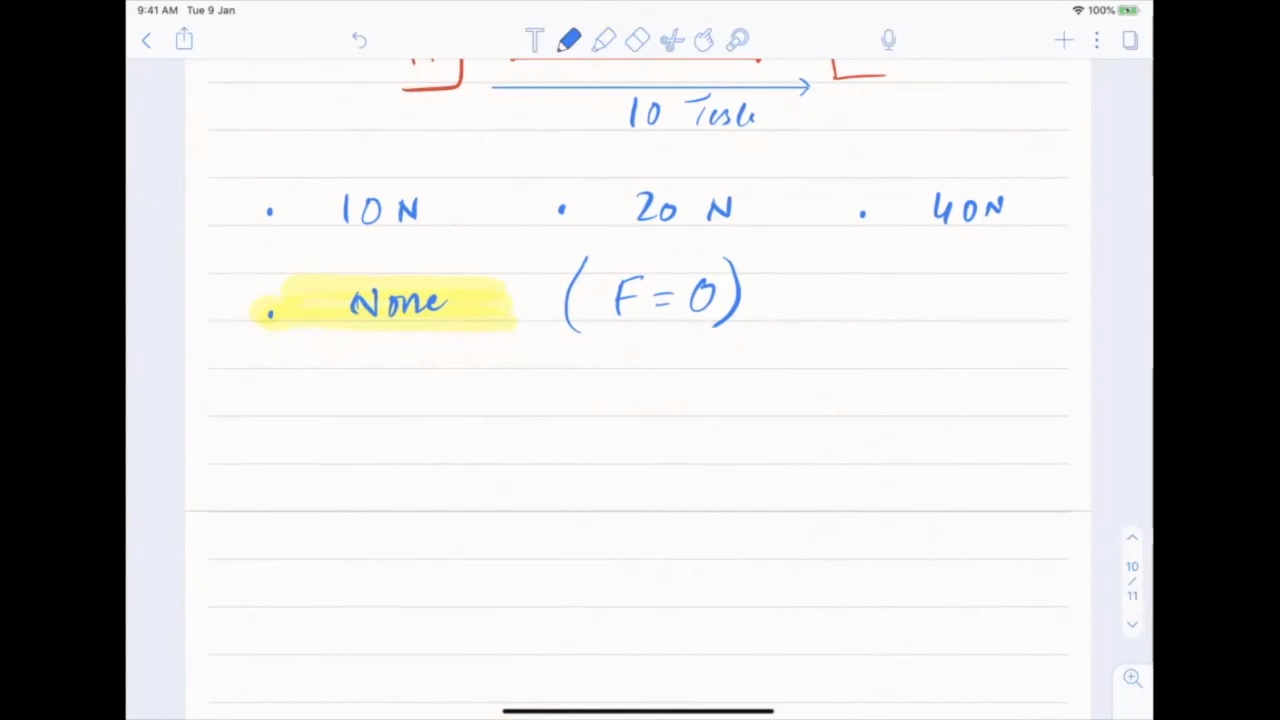 9:41 AM Tue 9 Jan 100%
10 Tesla
• 10 N • 20 N • 40 N
• None ( F = 0 )
10
/
11